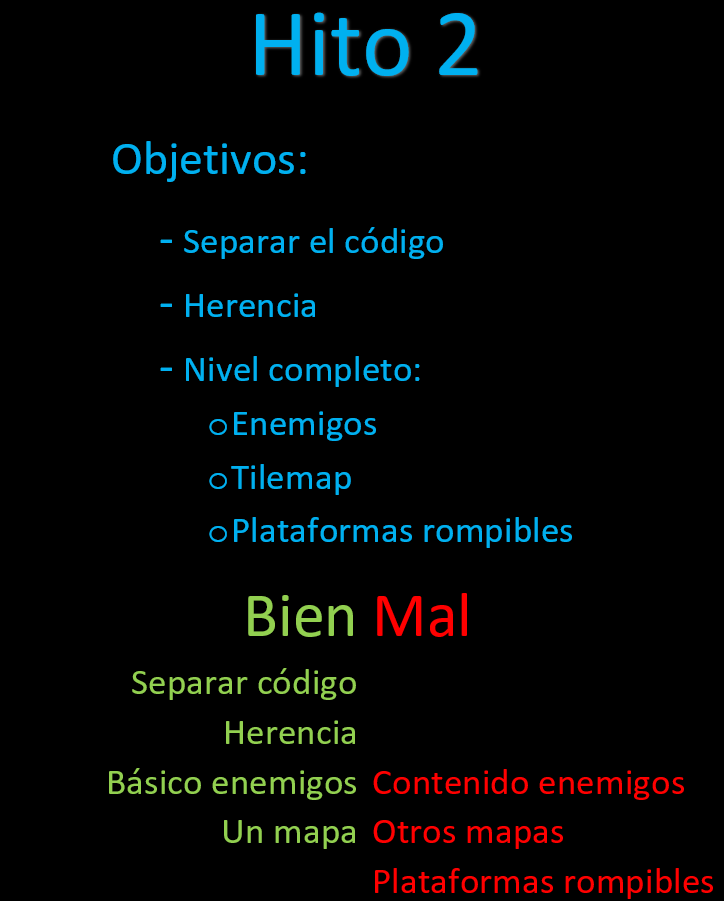 Hito 2
Objetivos:
- Separar el código
- Herencia
- Nivel completo:
o Enemigos
o Tilemap
o Plataformas rompibles
Bien Mal
Separar código
Herencia
Básico enemigos Contenido enemigos
Un mapa Otros mapas
Plataformas rompibles